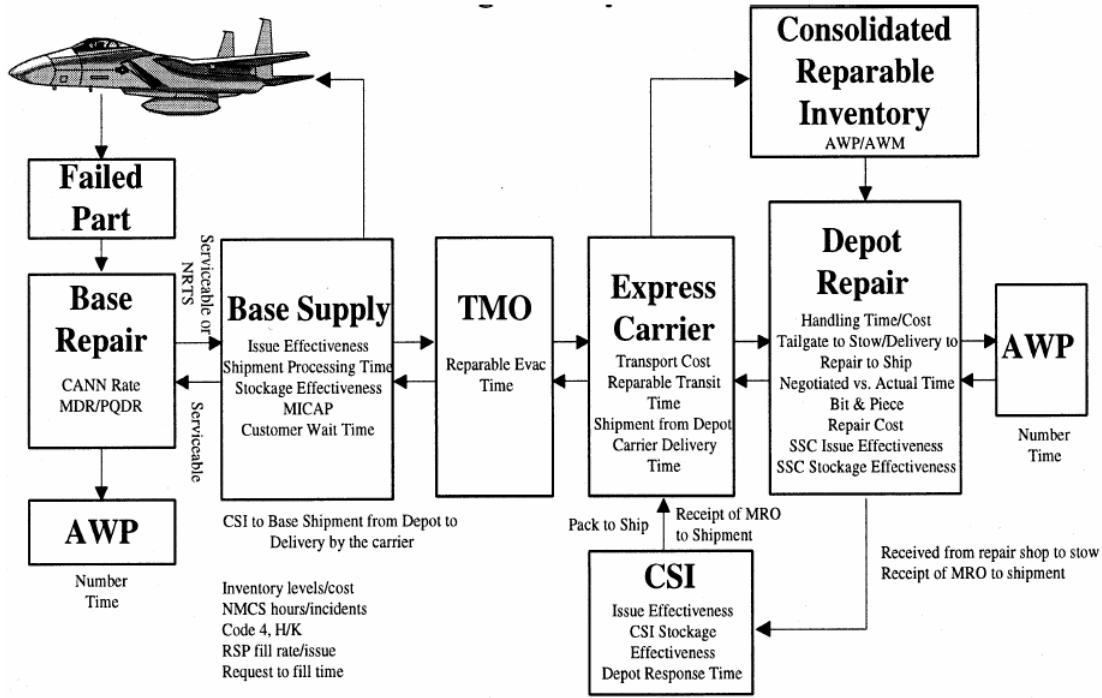 Consolidated
Reparable
Inventory
AWP/AWM
Failed
Part
Base
Repair
CANN Rate
MDR/PQDR
Serviceable or
NRTS
Serviceable
AWP
Number
Time
Base Supply
Issue Effectiveness
Shipment Processing Time
Stockage Effectiveness
MICAP
Customer Wait Time
CSI to Base Shipment from Depot to
Delivery by the carrier
Inventory levels/cost
NMCS hours/incidents
Code 4, H/K
RSP fill rate/issue
Request to fill time
TMO
Reparable Evac
Time
Express
Carrier
Transport Cost
Reparable Transit
Time
Shipment from Depot
Carrier Delivery
Time
Depot
Repair
Handling Time/Cost
Tailgate to Stow/Delivery to
Repair to Ship
Negotiated vs. Actual Time
Bit & Piece
Repair Cost
SSC Issue Effectiveness
SSC Stockage Effectiveness
AWP
Number
Time
Pack to Ship
Receipt of MRO
to Shipment
CSI
Issue Effectiveness
CSI Stockage
Effectiveness
Depot Response Time
Received from repair shop to stow
Receipt of MRO to shipment